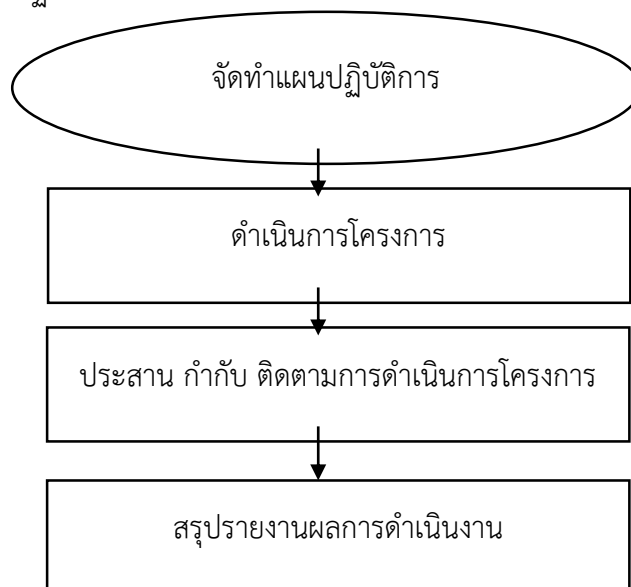 จัดทำแผนปฏิบัติการ
ดำเนินการโครงการ
ประสาน กำกับ ติดตามการดำเนินการโครงการ
สรุปรายงานผลการดำเนินงาน